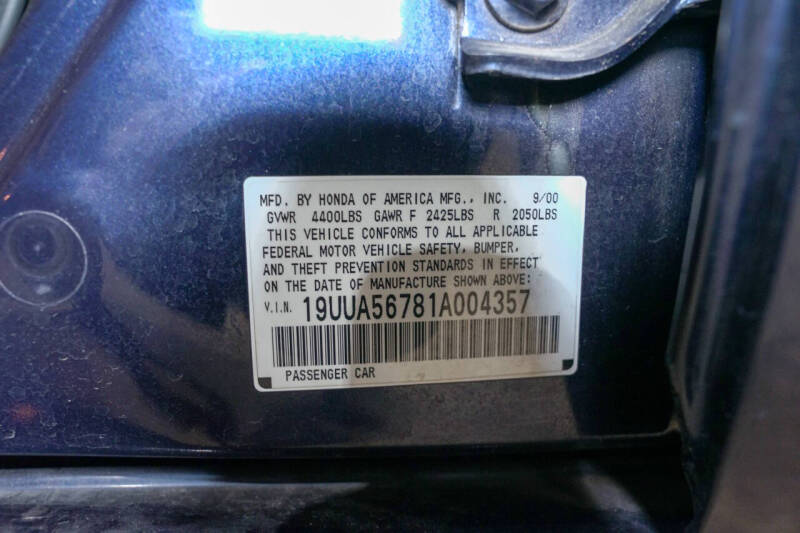 MFD. BY HONDA OF AMERICA MFG., INC. 9/00
GVWR 4400LBS GAWR F 2425LBS R 2050LBS
THIS VEHICLE CONFORMS TO ALL APPLICABLE
FEDERAL MOTOR VEHICLE SAFETY, BUMPER,
AND THEFT PREVENTION STANDARDS IN EFFECT
ON THE DATE OF MANUFACTURE SHOWN ABOVE:
V.I.N. 19UUA56781A004357
PASSENGER CAR